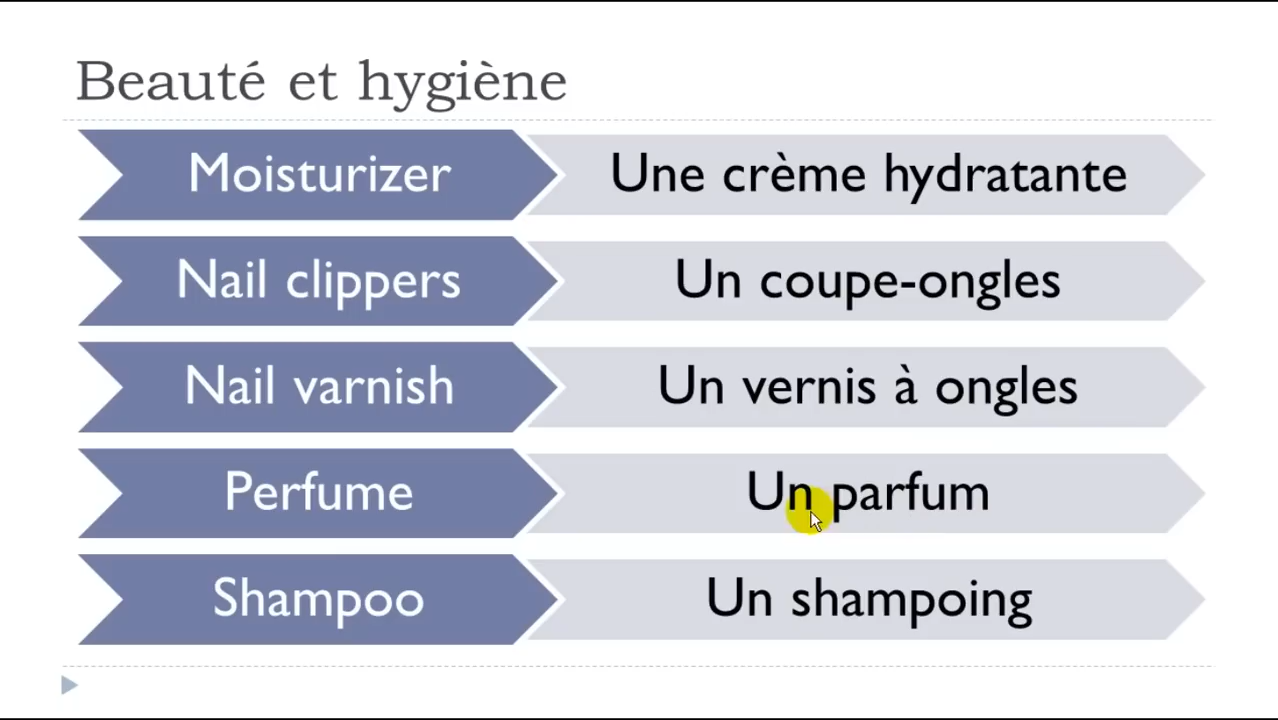 Beauté et hygiène
Moisturizer Une crème hydratante
Nail clippers Un coupe-ongles
Nail varnish Un vernis à ongles
Perfume Un parfum
Shampoo Un shampoing